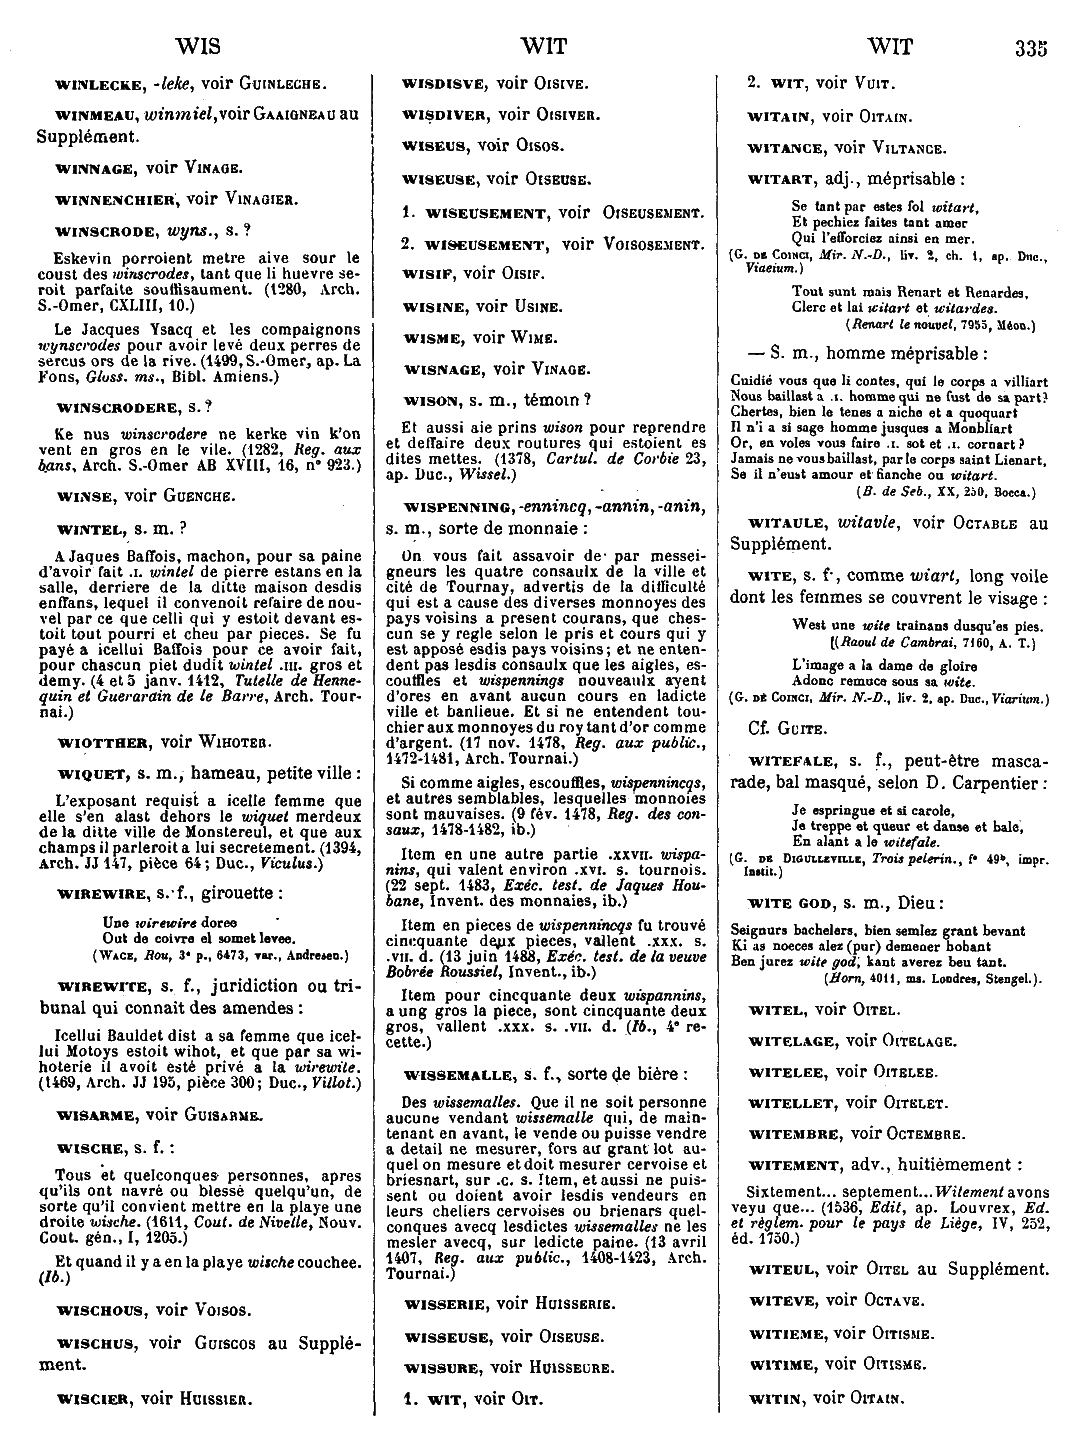 WIS
WIT
WIT
335
WINLECKE, -leke, voir GUINLECHE.
WINMEAU, winmiel, voir GAAIGNEAU au
Supplément.
WINNAGE, voir VINAGE.
WINNENCHIER, voir VINAGIER.
WINSCRODE, wyns., s. ?
Eskevin porroient metre aive sour le
coust des winscrodes, tant que li huevre se-
roit parfaite souffisaument. (1280, Arch.
S.-Omer, CXLIII, 10.)
Le Jacques Ysacq et les compaignons
wynscrodes pour avoir levé deux perres de
sercus ors de la rive. (1499, S.-Omer, ap. La
Fons, Gloss. ms., Bibl. Amiens.)
WINSCRODERE, s. ?
Ke nus winscrodere ne kerke vin k'on
vent en gros en le vile. (1282, Reg. aux
bans, Arch. S.-Omer AB XVIII, 16, n° 923.)
WINSE, voir GUENCHE.
WINTEL, s. m. ?
A Jaques Baffois, machon, pour sa paine
d'avoir fait .I. wintel de pierre estans en la
salle, derriere de la ditte maison desdis
enffans, lequel il convenoit refaire de nou-
vel par ce que celli qui y estoit devant es-
toit tout pourri et cheu par pieces. Se fu
payé a icellui Baffois pour ce avoir fait,
pour chascun piet dudit wintel .III. gros et
demy. (4 et 5 janv. 1412, Tutelle de Henne-
quin et Guerardin de le Barre, Arch. Tour-
nai.)
WIOTTHER, voir WIHOTER.
WIQUET, s. m., hameau, petite ville :
L'exposant requist a icelle femme que
elle s'en alast dehors le wiquet merdeux
de la ditte ville de Monstereul, et que aux
champs il parleroit a lui secretement. (1394,
Arch. JJ 147, pièce 64 ; Duc., Viculus.)
WIREWIRE, s. f., girouette :
Une wirewire doree
Out de coivre el somet levee.
(WACE, Rou, 3e p., 6473, var., Andresen.)
WIREWITE, s. f., juridiction ou tri-
bunal qui connait des amendes :
Icellui Bauldet dist a sa femme que icel-
lui Motoys estoit wihot, et que par sa wi-
hoterie il avoit esté privé a la wirewite.
(1469, Arch. JJ 195, pièce 300 ; Duc., Villot.)
WISARME, voir GUISARME.
WISCHE, s. f. :
Tous et quelconques personnes, apres
qu'ils ont navré ou blessé quelqu'un, de
sorte qu'il convient mettre en la playe une
droite wische. (1611, Cout. de Nivelle, Nouv.
Cout. gén., I, 1205.)
Et quand il y a en la playe wische couchee.
(Ib.)
WISCHOUS, voir VOISOS.
WISCHUS, voir GUISCOS au Supplé-
ment.
WISCIER, voir HUISSIER.
WISDISVE, voir OISIVE.
WISDIVER, voir OISIVER.
WISEUS, voir OISOS.
WISEUSE, voir OISEUSE.
1. WISEUSEMENT, voir OISEUSEMENT.
2. WISEUSEMENT, voir VOISOSEMENT.
WISIF, voir OISIF.
WISINE, voir USINE.
WISME, voir WIME.
WISNAGE, voir VINAGE.
WISON, s. m., témoin ?
Et aussi aie prins wison pour reprendre
et deffaire deux routures qui estoient es
dites mettes. (1378, Cartul. de Corbie 23,
ap. Duc., Wissel.)
WISPENNING, -ennincq, -annin, -anin,
s. m., sorte de monnaie :
On vous fait assavoir de par messei-
gneurs les quatre consaulx de la ville et
cité de Tournay, advertis de la difficulté
qui est a cause des diverses monnoyes des
pays voisins a present courans, que ches-
cun se y regle selon le pris et cours qui y
est apposé esdis pays voisins ; et ne enten-
dent pas lesdis consaulx que les aigles, es-
couffles et wispennings nouveaulx ayent
d'ores en avant aucun cours en ladicte
ville et banlieue. Et si ne entendent tou-
chier aux monnoyes du roy tant d'or comme
d'argent. (17 nov. 1478, Reg. aux public.,
1472-1481, Arch. Tournai.)
Si comme aigles, escouffles, wispennincqs,
et autres semblables, lesquelles monnoies
sont mauvaises. (9 fév. 1478, Reg. des con-
saux, 1478-1482, ib.)
Item en une autre partie .XXVII. wispa-
nins, qui valent environ .XVI. s. tournois.
(22 sept. 1483, Exéc. test. de Jaques Hou-
bane, Invent. des monnaies, ib.)
Item en pieces de wispennincqs fu trouvé
cincquante deux pieces, vallent .XXX. s.
.VII. d. (13 juin 1488, Exéc. test. de la veuve
Bobrée Roussiel, Invent., ib.)
Item pour cincquante deux wispannins,
a ung gros la piece, sont cincquante deux
gros, vallent .XXX. s. .VII. d. (Ib., 4e re-
cette.)
WISSEMALLE, s. f., sorte de bière :
Des wissemalles. Que il ne soit personne
aucune vendant wissemalle qui, de main-
tenant en avant, le vende ou puisse vendre
a detail ne mesurer, fors au grant lot au-
quel on mesure et doit mesurer cervoise et
briesnart, sur .C. s. Item, et aussi ne puis-
sent ou doient avoir lesdis vendeurs en
leurs cheliers cervoises ou brienars quel-
conques avecq lesdictes wissemalles ne les
mesler avecq, sur ledicte paine. (13 avril
1407, Reg. aux public., 1408-1423, Arch.
Tournai.)
WISSERIE, voir HUISSERIE.
WISSEUSE, voir OISEUSE.
WISSURE, voir HUISSEURE.
1. WIT, voir OIT.
2. WIT, voir VUIT.
WITAIN, voir OITAIN.
WITANCE, voir VILTANCE.
WITART, adj., méprisable :
Se tant par estes fol witart,
Et pechiez faites tant amer
Qui l'efforciez ainsi en mer.
(G. DE COINCI, Mir. N.-D., liv. 2, ch. 1, ap. Duc.,
Viaeium.)
Tout sunt mais Renart et Renardes,
Clerc et lai witart et witardes.
(Renart le nouvel, 7955, Méon.)
— S. m., homme méprisable :
Cuidié vous que li contes, qui le corps a villiart
Nous baillast a .I. homme qui ne fust de sa part ?
Chertes, bien le tenes a niche et a quoquart
Il n'i a si sage homme jusques a Monbliart
Or, en voles vous faire .I. sot et .I. cornart ?
Jamais ne vous baillast, par le corps saint Lienart,
Se il n'eust amour et fianche ou witart.
(B. de Seb., XX, 250, Bocca.)
WITAULE, witavle, voir OCTABLE au
Supplément.
WITE, s. f., comme wiart, long voile
dont les femmes se couvrent le visage :
West une wite trainans dusqu'es pies.
[(Raoul de Cambrai, 7160, A. T.)
L'image a la dame de gloire
Adonc remuce sous sa wite.
(G. DE COINCI, Mir. N.-D., liv. 2, ap. Duc., Viarium.)
Cf. GUITE.
WITEFALE, s. f., peut-être masca-
rade, bal masqué, selon D. Carpentier :
Je espringue et si carole,
Je treppe et queur et danse et bale,
En alant a le witefale.
(G. DE DIGULLEVILLE, Trois pelerin., f° 49b, impr.
Instit.)
WITE GOD, s. m., Dieu :
Seignurs bachelers, bien semlez grant bevant
Ki as noeces alez (pur) demener bobant
Ben jurez wite god, kant averez beu tant.
(Horn, 4011, ms. Londres, Stengel.).
WITEL, voir OITEL.
WITELAGE, voir OITELAGE.
WITELEE, voir OITELEE.
WITELLET, voir OITELET.
WITEMBRE, voir OCTEMBRE.
WITEMENT, adv., huitièmement :
Sixtement... septement... Witement avons
veyu que... (1536, Edit, ap. Louvrex, Ed.
et règlem. pour le pays de Liège, IV, 252,
éd. 1750.)
WITEUL, voir OITEL au Supplément.
WITEVE, voir OCTAVE.
WITIEME, voir OITISME.
WITIME, voir OITISME.
WITIN, voir OITAIN.